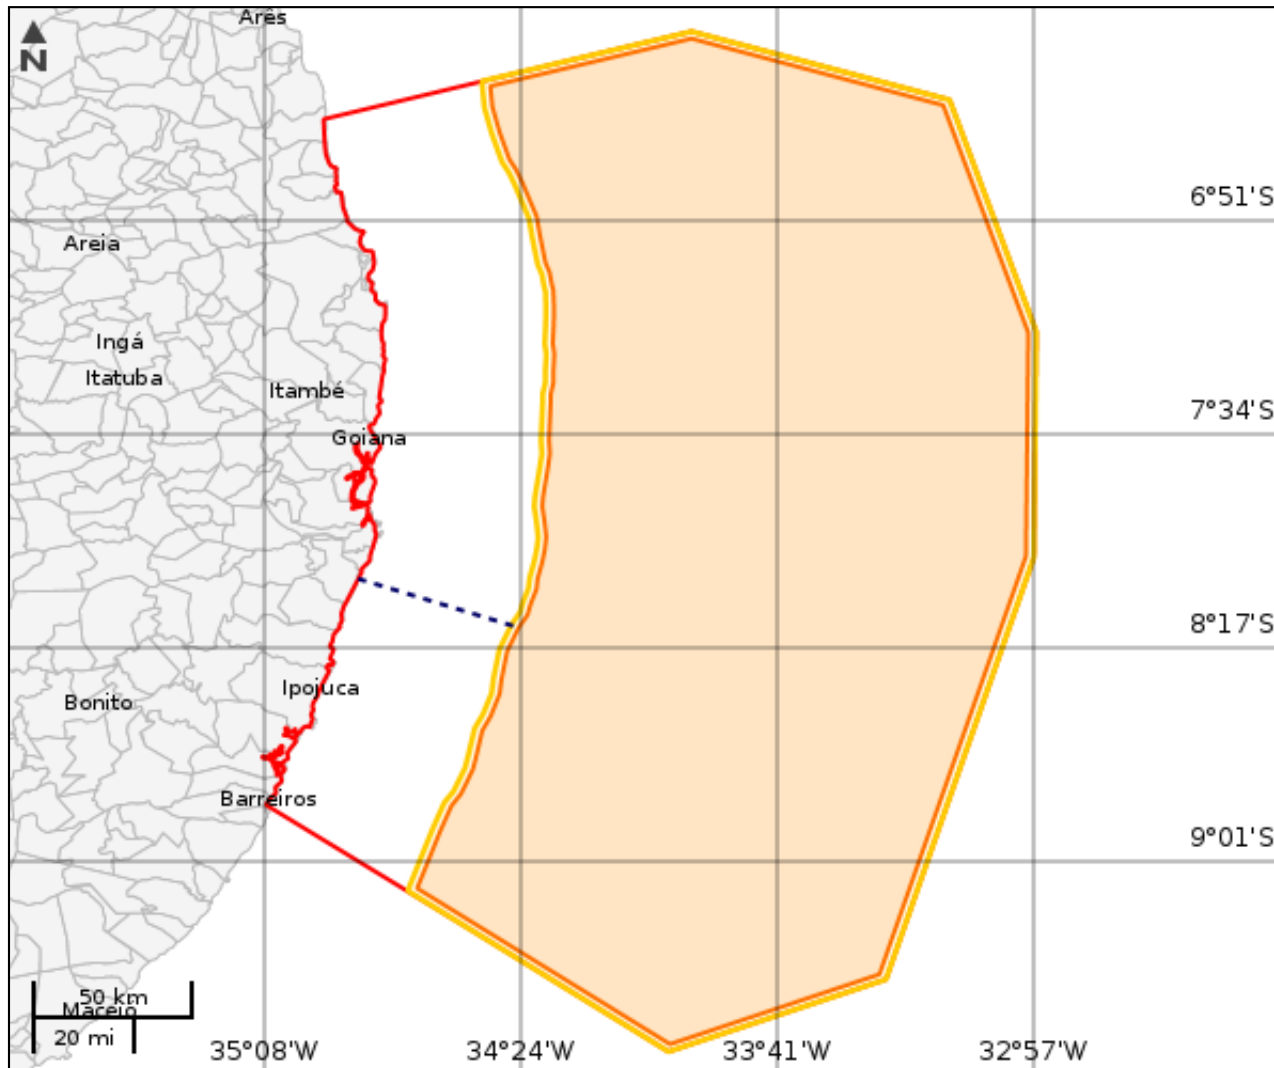 Arês
N
6°51'S
Areia
Ingá
Itatuba
Itambé
7°34'S
Goiana
8°17'S
Ipojuca
Bonito
Barreiros
9°01'S
50 km
Maceió
20 mi
35°08'W
34°24'W
33°41'W
32°57'W